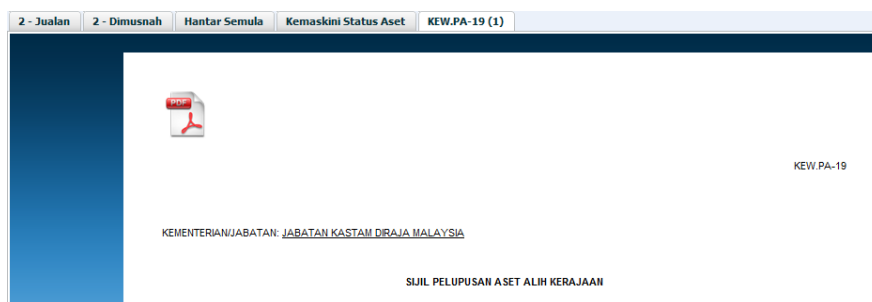 2 - Jualan 2 - Dimusnah Hantar Semula Kemaskini Status Aset KEW.PA-19 (1)
PDF
KEW.PA-19
KEMENTERIAN/JABATAN: JABATAN KASTAM DIRAJA MALAYSIA
SIJIL PELUPUSAN ASET ALIH KERAJAAN